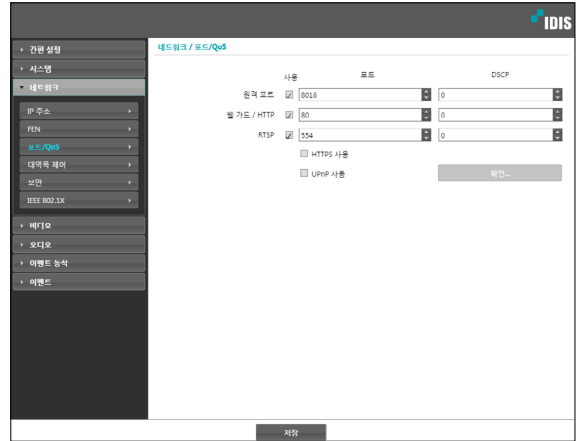 IDIS
간편 설정
시스템
네트워크
IP 주소
FEN
포트/QoS
대역폭 제어
보안
IEEE 802.1X
비디오
오디오
이벤트 동작
이벤트
네트워크 / 포트/QoS
사용 포트 DSCP
원격 포트 8016 0
웹 가드 / HTTP 80 0
RTSP 554 0
HTTPS 사용
UPnP 사용 확인...
저장